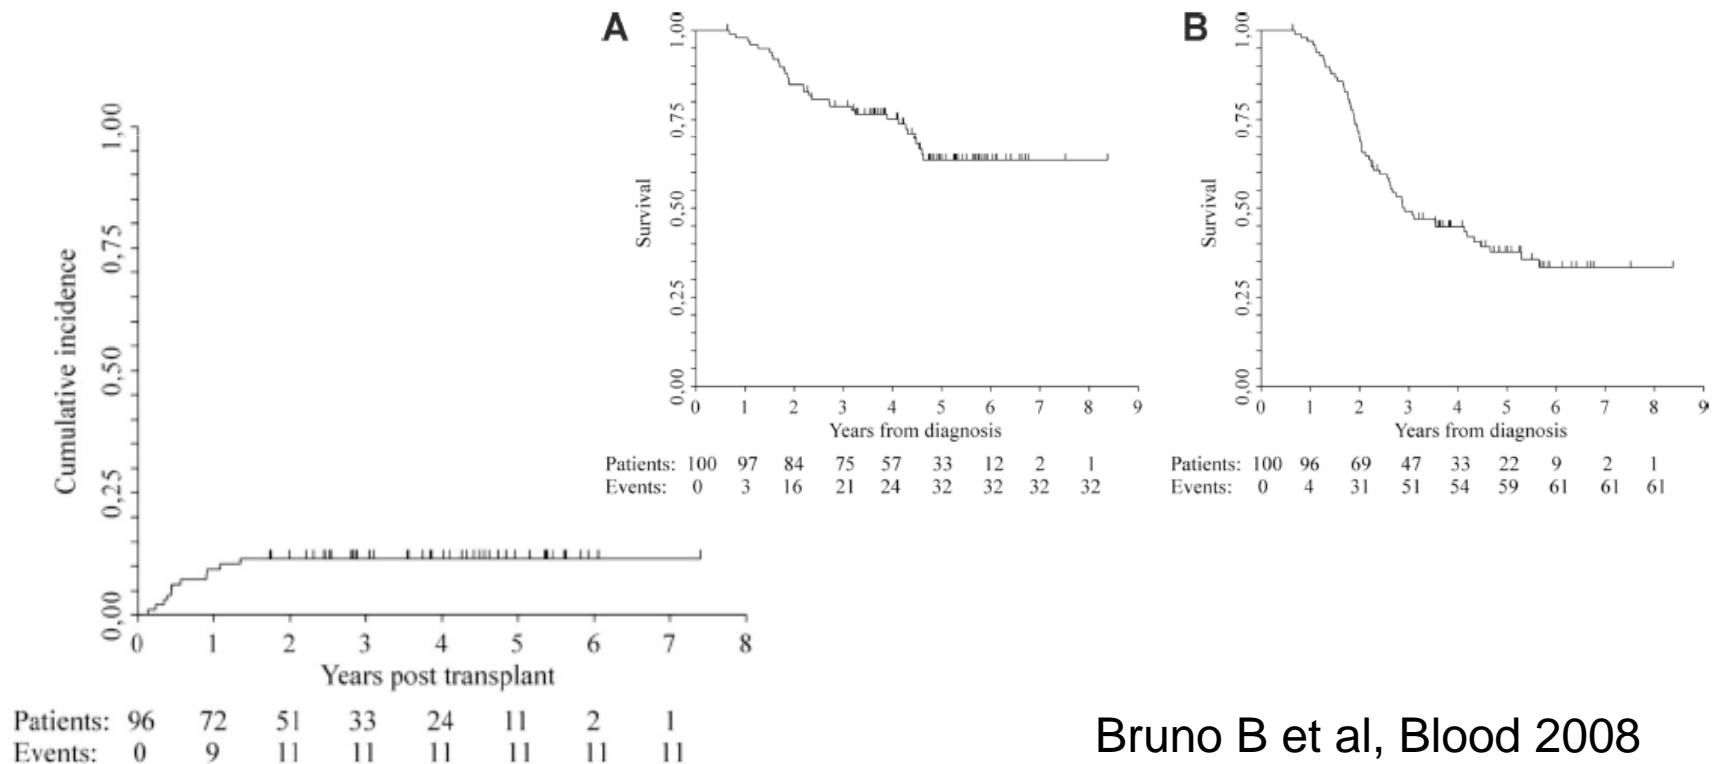 A
1,00
0,75
0,50
0,25
0,00
Survival
0 1 2 3 4 5 6 7 8 9
Years from diagnosis
Patients: 100 97 84 75 57 33 12 2 1
Events: 0 3 16 21 24 32 32 32 32
B
1,00
0,75
0,50
0,25
0,00
Survival
0 1 2 3 4 5 6 7 8 9
Years from diagnosis
Patients: 100 96 69 47 33 22 9 2 1
Events: 0 4 31 51 54 59 61 61 61
1,00
0,75
0,50
0,25
0,00
Cumulative incidence
0 1 2 3 4 5 6 7 8
Years post transplant
Patients: 96 72 51 33 24 11 2 1
Events: 0 9 11 11 11 11 11 11
Bruno B et al, Blood 2008